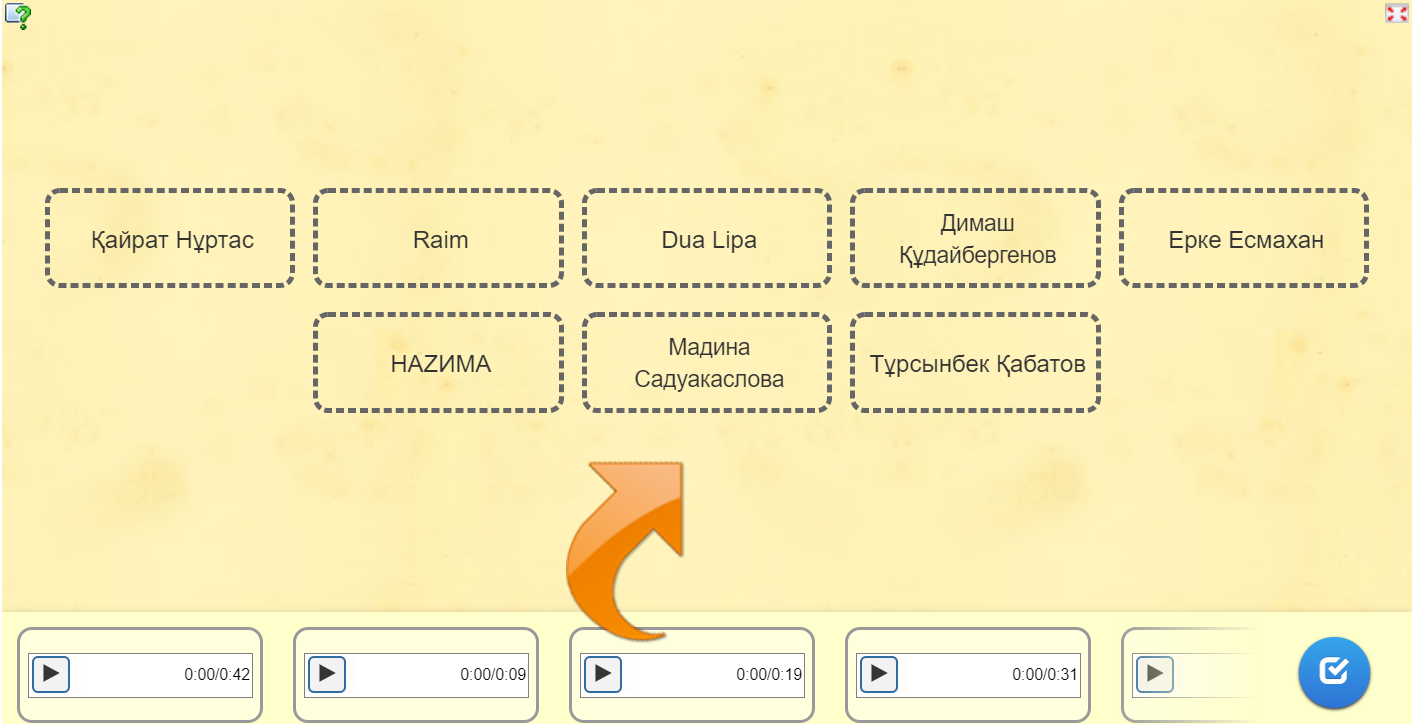 Қайрат Нұртас
Raim
Dua Lipa
Димаш
Құдайбергенов
Ерке Есмахан
НАZИМА
Мадина
Садуакаслова
Тұрсынбек Қабатов
0:00/0:42
0:00/0:09
0:00/0:19
0:00/0:31